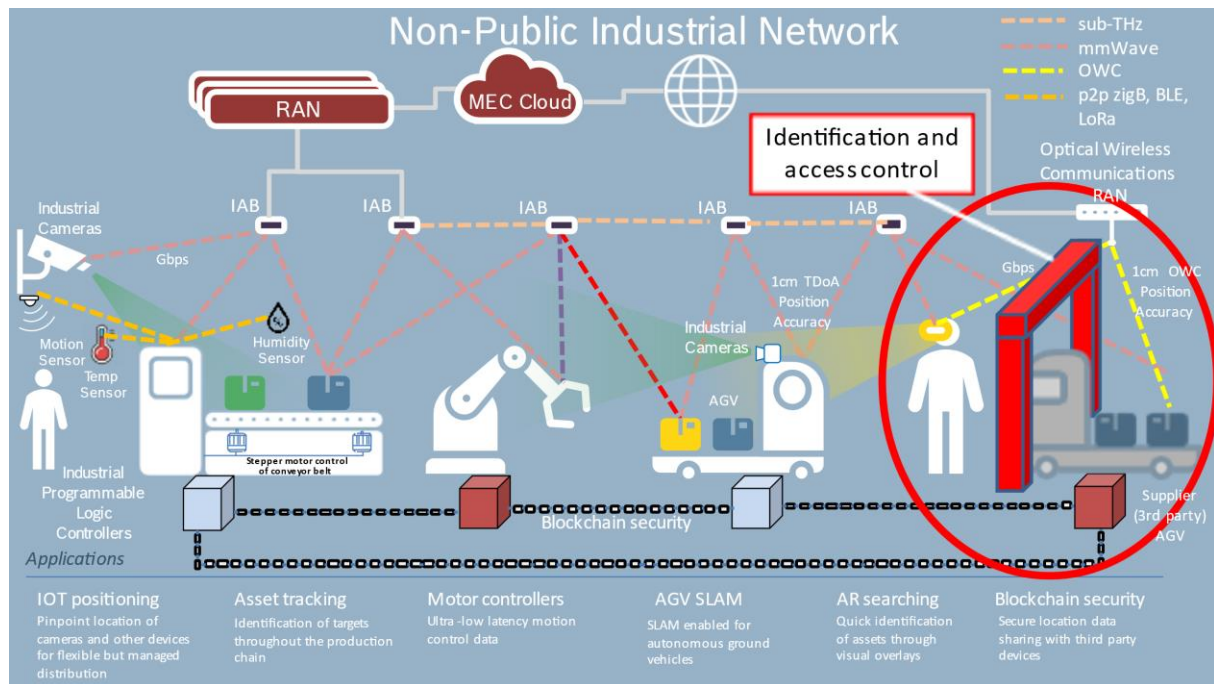 Non-Public Industrial Network
sub-THz
mmWave
OWC
p2p zigB, BLE,
LoRa
RAN
MEC Cloud
Identification and
access control
Optical Wireless
Communications
RAN
Industrial
Cameras
IAB
IAB
IAB
IAB
IAB
Gbps
Gbps
1cm TDoA
Position
Accuracy
1cm OWC
Position
Accuracy
Motion
Sensor
Temp
Sensor
Humidity
Sensor
Industrial
Cameras
AGV
Stepper motor control
of conveyor belt
Industrial
Programmable
Logic
Controllers
Blockchain security
Supplier
(3rd party)
AGV
Applications
IOT positioning
Pinpoint location of
cameras and other devices
for flexible but managed
distribution
Asset tracking
Identification of targets
throughout the production
chain
Motor controllers
Ultra -low latency motion
control data
AGV SLAM
SLAM enabled for
autonomous ground
vehicles
AR searching
Quick identification
of assets through
visual overlays
Blockchain security
Secure location data
sharing with third party
devices